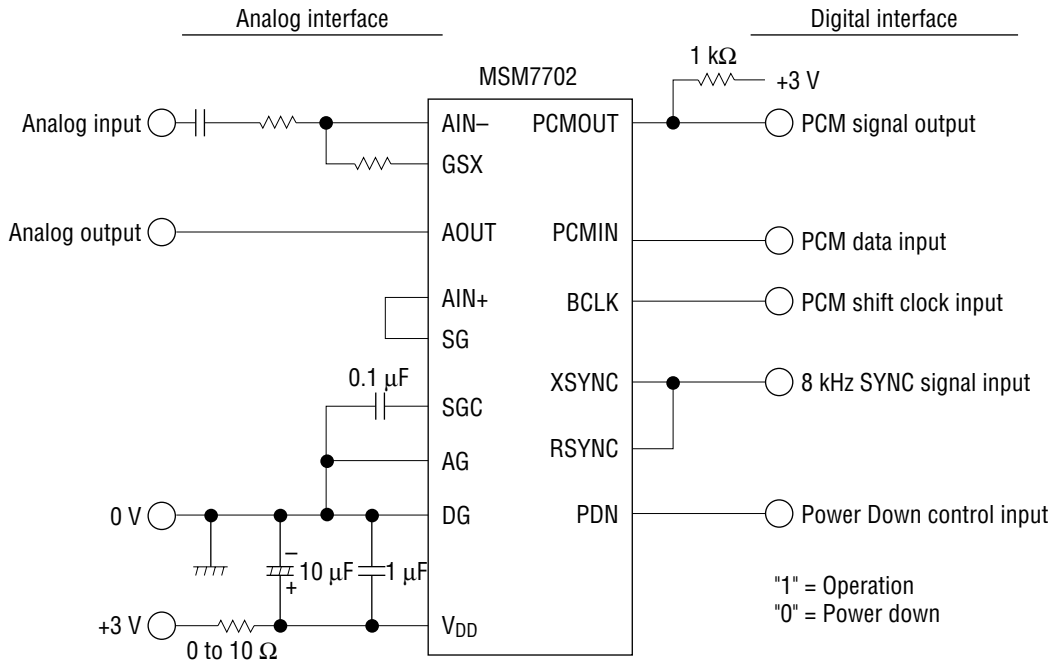 Analog interface
Digital interface
MSM7702
1 kΩ
+3 V
Analog input
AIN–
PCMOUT
PCM signal output
GSX
Analog output
AOUT
PCMIN
PCM data input
AIN+
BCLK
PCM shift clock input
SG
0.1 μF
XSYNC
8 kHz SYNC signal input
SGC
RSYNC
AG
0 V
DG
PDN
Power Down control input
–
10 μF
1 μF
+
"1" = Operation
"0" = Power down
+3 V
VDD
0 to 10 Ω